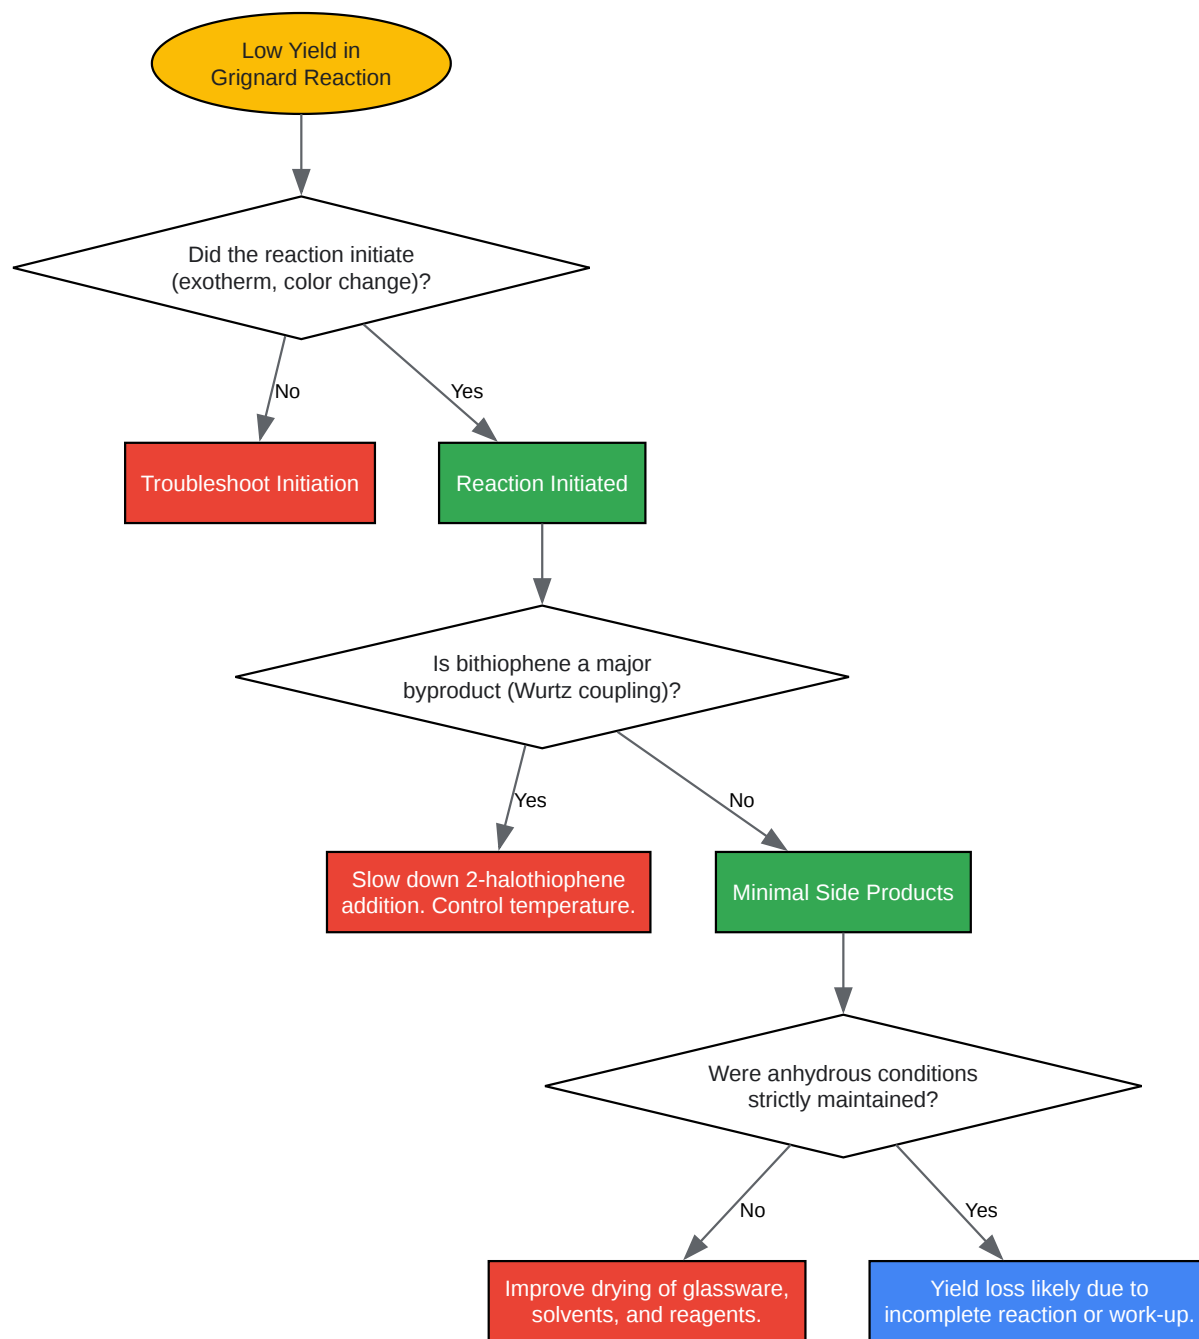 Low Yield in
Grignard Reaction
Did the reaction initiate
(exotherm, color change)?
No
Yes
Troubleshoot Initiation
Reaction Initiated
Is bithiophene a major
byproduct (Wurtz coupling)?
Yes
No
Slow down 2-halothiophene
addition. Control temperature.
Minimal Side Products
Were anhydrous conditions
strictly maintained?
No
Yes
Improve drying of glassware,
solvents, and reagents.
Yield loss likely due to
incomplete reaction or work-up.